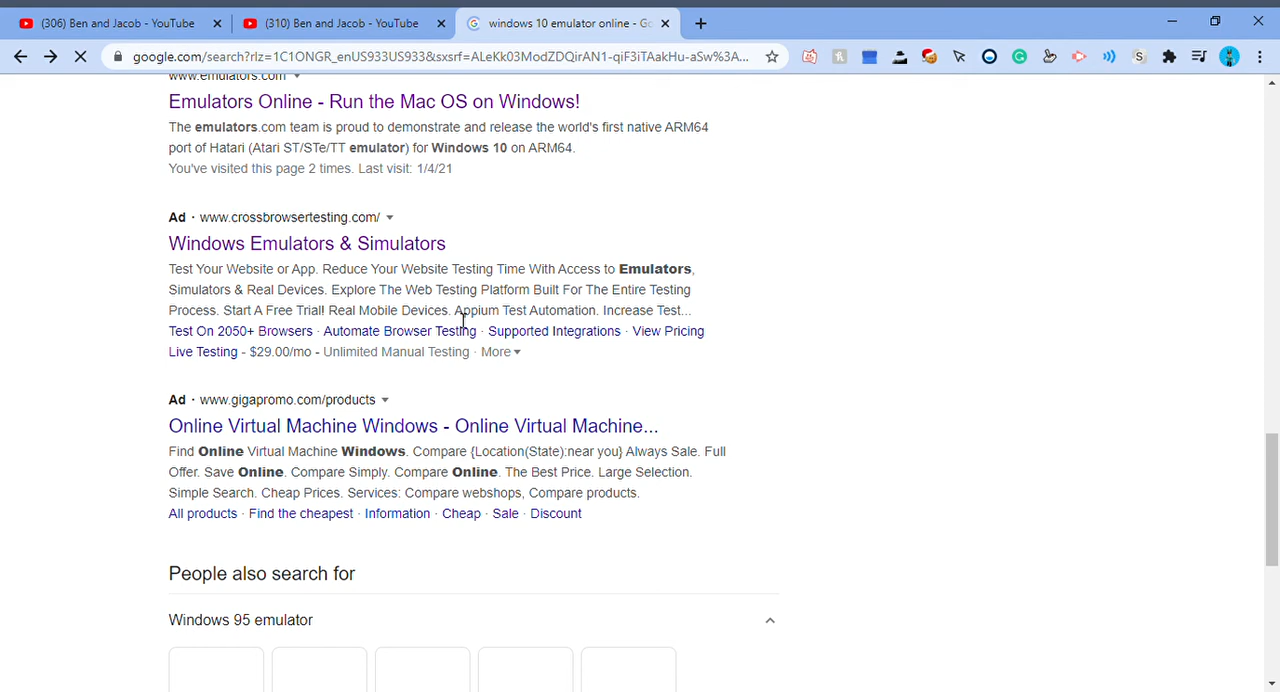 (306) Ben and Jacob - YouTube
(310) Ben and Jacob - YouTube
windows 10 emulator online - Go
google.com/search?rlz=1C1ONGR_enUS933US933&sxsrf=ALeKk03ModZDQirAN1-qiF3iTAakHu-aSw%3A...
www.emulators.com
Emulators Online - Run the Mac OS on Windows!
The emulators.com team is proud to demonstrate and release the world's first native ARM64
port of Hatari (Atari ST/STe/TT emulator) for Windows 10 on ARM64.
You've visited this page 2 times. Last visit: 1/4/21
Ad · www.crossbrowsertesting.com/
Windows Emulators & Simulators
Test Your Website or App. Reduce Your Website Testing Time With Access to Emulators,
Simulators & Real Devices. Explore The Web Testing Platform Built For The Entire Testing
Process. Start A Free Trial! Real Mobile Devices. Appium Test Automation. Increase Test...
Test On 2050+ Browsers · Automate Browser Testing · Supported Integrations · View Pricing
Live Testing - $29.00/mo - Unlimited Manual Testing · More
Ad · www.gigapromo.com/products
Online Virtual Machine Windows - Online Virtual Machine...
Find Online Virtual Machine Windows. Compare {Location(State):near you} Always Sale. Full
Offer. Save Online. Compare Simply. Compare Online. The Best Price. Large Selection.
Simple Search. Cheap Prices. Services: Compare webshops, Compare products.
All products · Find the cheapest · Information · Cheap · Sale · Discount
People also search for
Windows 95 emulator